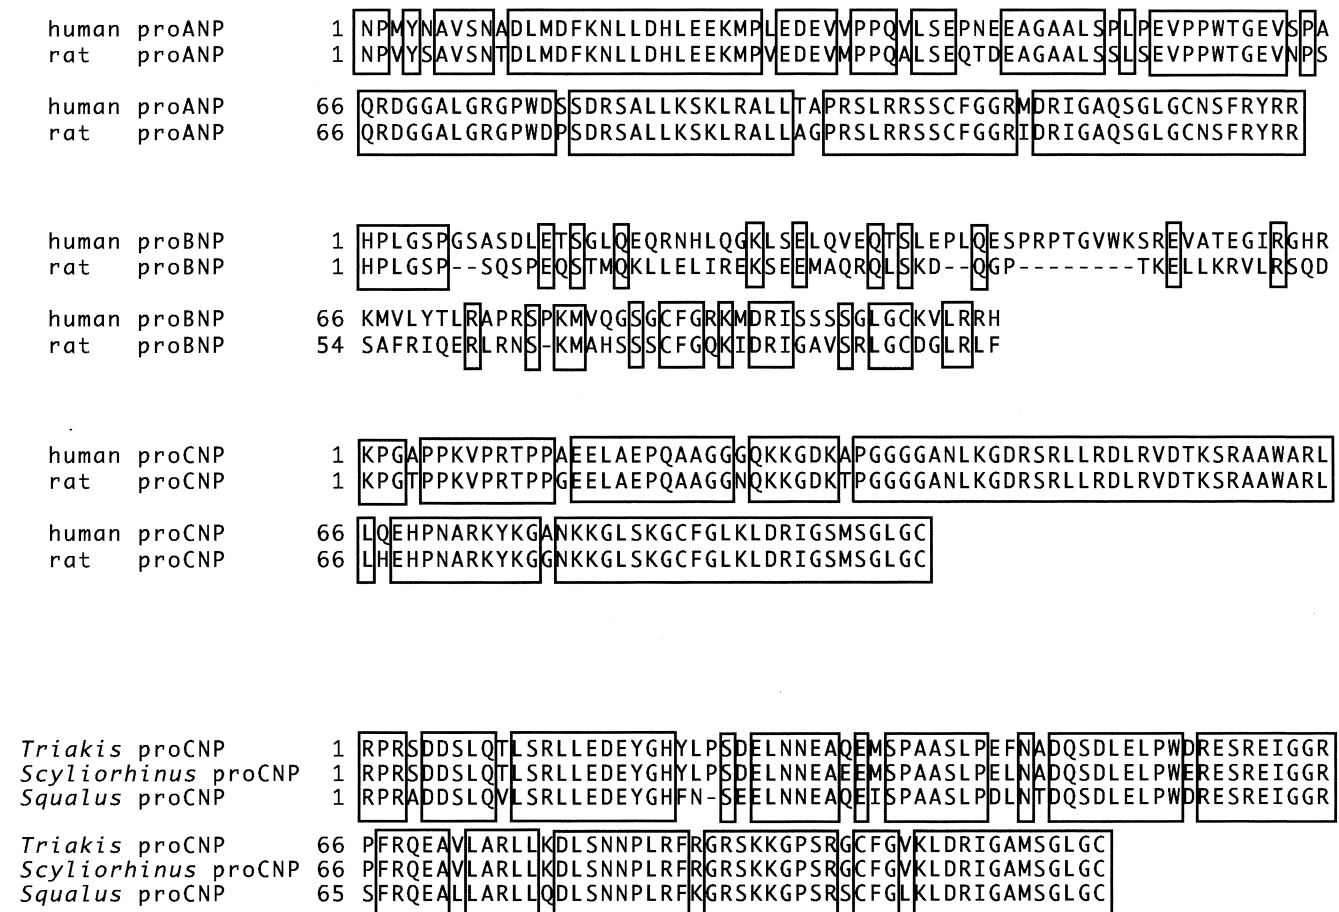 human proANP 1 NPMYNAVSNADLMDFKNLLDHLEEKMPLEDEVVPPQVLSEPNEEAGAALSPLPEVPPWTGEVSPA
rat proANP 1 NPVYSAVSNTDLMDFKNLLDHLEEKMPVEDEVMPPQALSEQTDEAGAALSSLSEVPPWTGEVNPS
human proANP 66 QRDGGALGRGPWDSSDRSALLKSKLRALLTAPRSLRRSSCFGGRMDRIGAQSGLGCNSFRYRR
rat proANP 66 QRDGGALGRGPWDPSDRSALLKSKLRALLAGPRSLRRSSCFGGRIDRIGAQSGLGCNSFRYRR
human proBNP 1 HPLGSPGSASDLETSGLQEQRNHLQGKLSELQVEQTSLEPLQESPRPTGVWKSREVATEGIRGHR
rat proBNP 1 HPLGSP--SQSPEQSTMQKLLELIREKSEEMAQRQLSKD--QGP--------TKELLKRVLRSQD
human proBNP 66 KMVLYTLRAPRSPKMVQGSGCFGRKMDRISSSSGLGCKVLRRH
rat proBNP 54 SAFRIQERLRNS-KMAHSSSCFGQKIDRIGAVSRLGCDGLRLF
human proCNP 1 KPGAPPKVPRTPPAEELAEPQAAGGGQKKGDKAPGGGGANLKGDRSRLLRDLRVDTKSRAAWARL
rat proCNP 1 KPGTPPKVPRTPPGEELAEPQAAGGNQKKGDKTPGGGGANLKGDRSRLLRDLRVDTKSRAAWARL
human proCNP 66 LQEHPNARKYKGANKKGLSKGCFGLKLDRIGSMSGLGC
rat proCNP 66 LHEHPNARKYKGGNKKGLSKGCFGLKLDRIGSMSGLGC
Triakis proCNP 1 RPRSDDSLQTLSRLLEDEYGHYLPSDELNNEAQEMSPAASLPEFNADQSDLELPWDRESREIGGR
Scyliorhinus proCNP 1 RPRSDDSLQTLSRLLEDEYGHYLPSDELNNEAEEMSPAASLPELNADQSDLELPWERESREIGGR
Squalus proCNP 1 RPRADDSLQVLSRLLEDEYGHFN-SEELNNEAQEISPAASLPDLNTDQSDLELPWDRESREIGGR
Triakis proCNP 66 PFRQEAVLARLLKDLSNNPLRFRGRSKKGPSRGCFGVKLDRIGAMSGLGC
Scyliorhinus proCNP 66 PFRQEAVLARLLKDLSNNPLRFRGRSKKGPSRGCFGVKLDRIGAMSGLGC
Squalus proCNP 65 SFRQEALLARLLQDLSNNPLRFKGRSKKGPSRSCFGLKLDRIGAMSGLGC